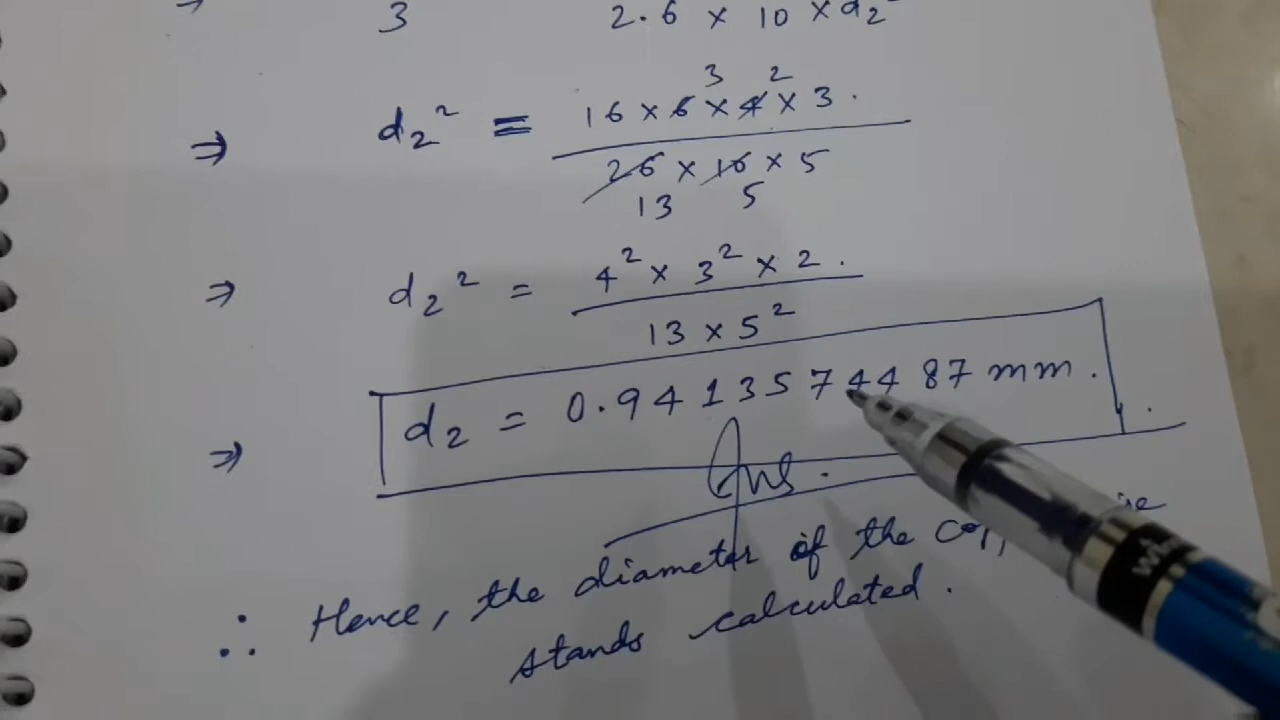 ⇒ 3 2.6 × 10 × d₂
⇒ d₂² = 16 × 6 × 4 × 3 .
3 2
26 × 16 × 5
13 5
⇒ d₂² = 4² × 3² × 2 .
13 × 5²
⇒ d₂ = 0.9413574487 mm .
Ans .
∴ Hence, the diameter of the
stands calculated .